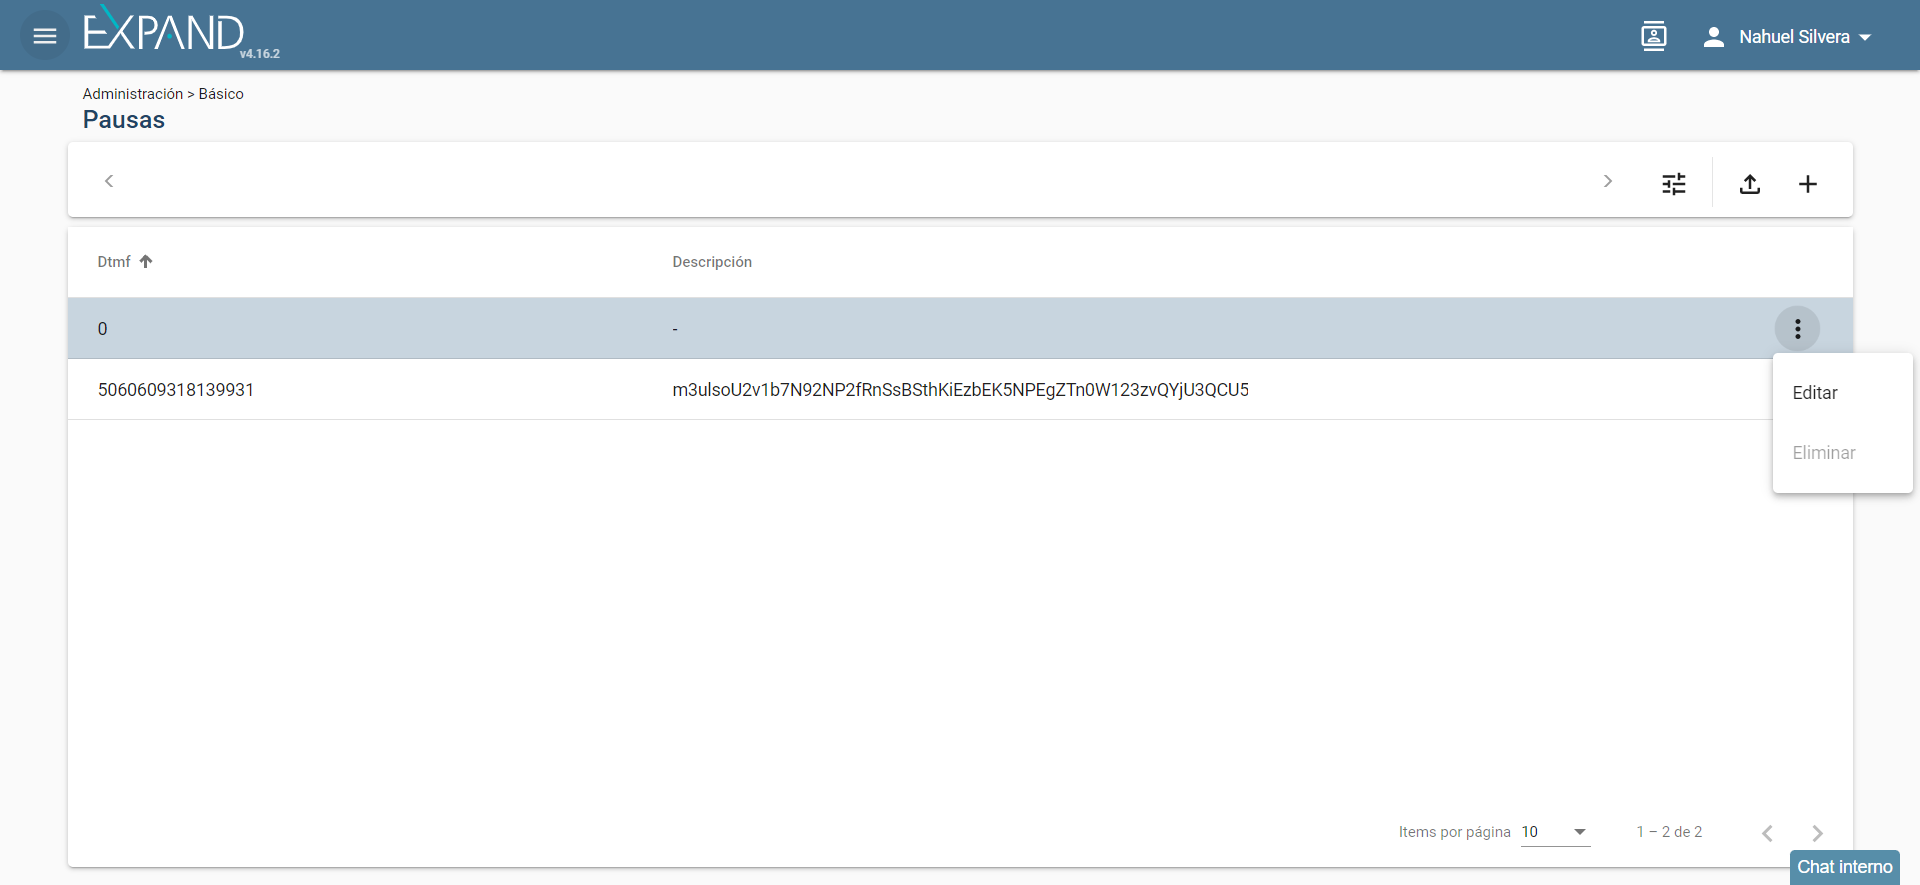 EXPAND
v4.16.2
Nahuel Silvera
Administración > Básico
Pausas
Dtmf
Descripción
0
-
5060609318139931
m3ulsoU2v1b7N92NP2fRnSsBSthKiEzbEK5NPEgZTn0W123zvQYjU3QCU5
Editar
Eliminar
Items por página 10
1 – 2 de 2
Chat interno